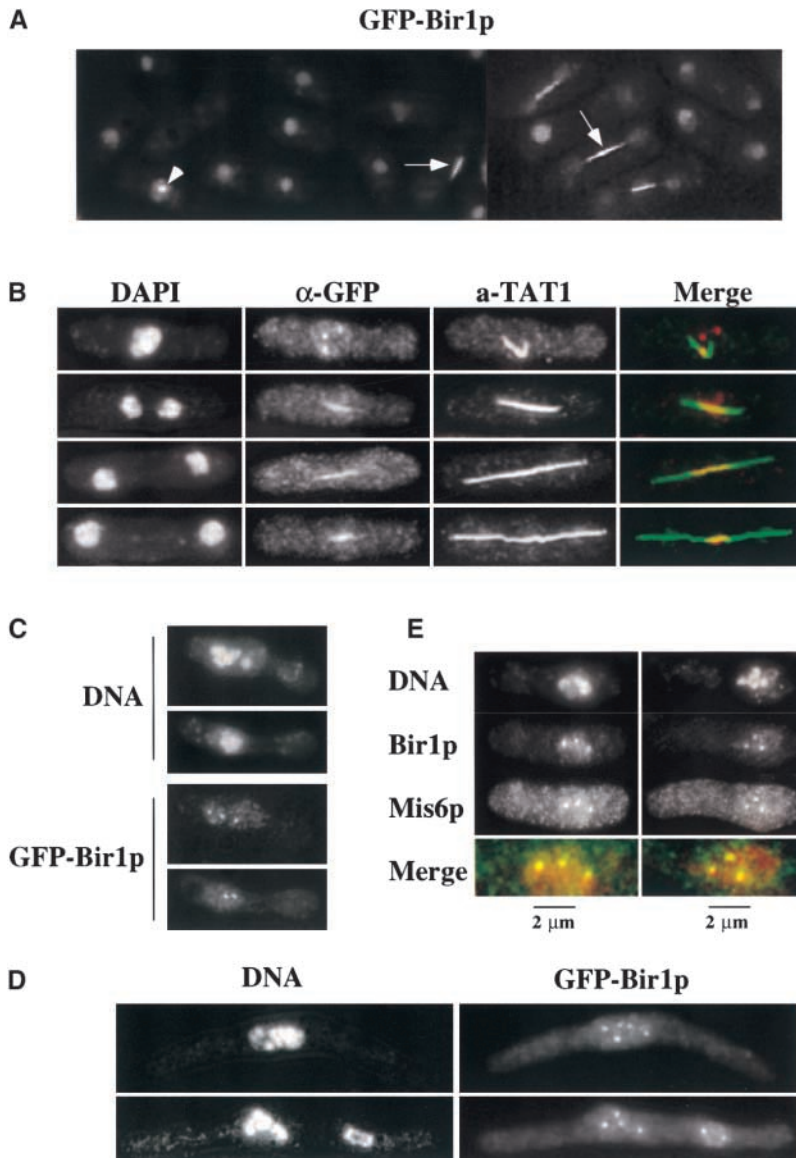 A
GFP-Bir1p
B
DAPI α-GFP a-TAT1 Merge
C
DNA
GFP-Bir1p
E
DNA
Bir1p
Mis6p
Merge
2 μm 2 μm
D
DNA GFP-Bir1p